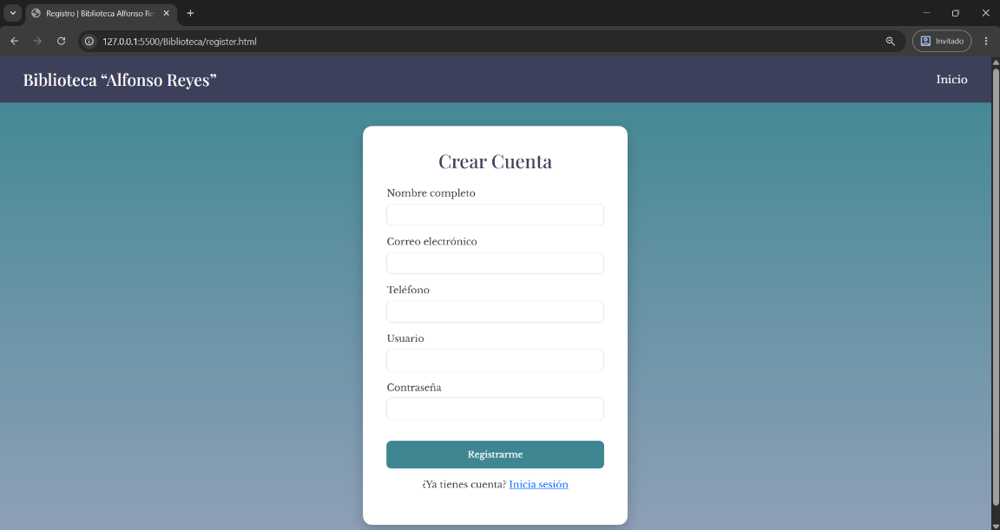 Registro | Biblioteca Alfonso Re
127.0.0.1:5500/Biblioteca/register.html
Invitado
Biblioteca “Alfonso Reyes”
Inicio
Crear Cuenta
Nombre completo
Correo electrónico
Teléfono
Usuario
Contraseña
Registrarme
¿Ya tienes cuenta? Inicia sesión